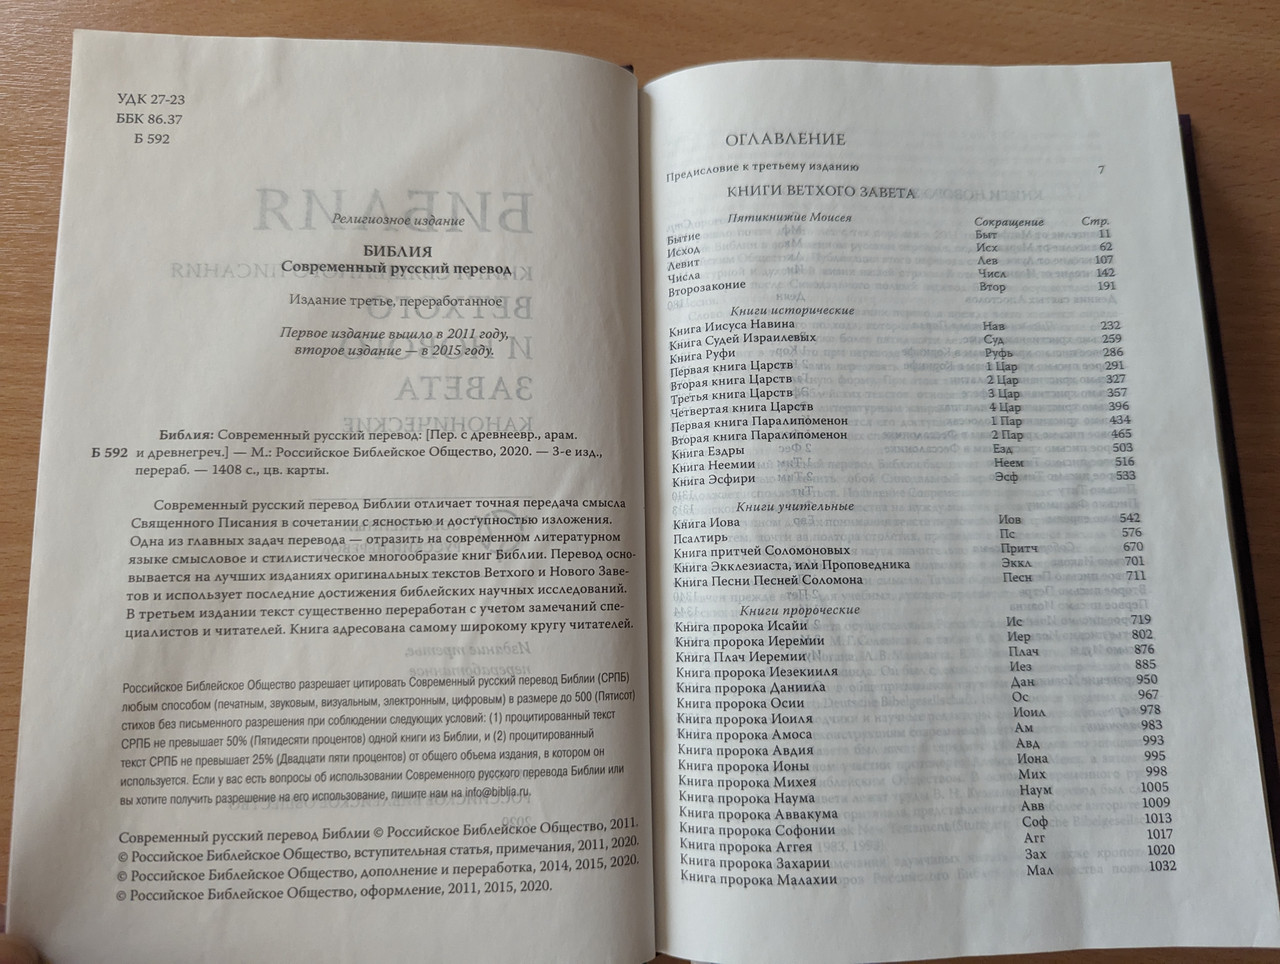 УДК 27-23
ББК 86.37
Б 592
Религиозное издание
БИБЛИЯ
Современный русский перевод
Издание третье, переработанное
Первое издание вышло в 2011 году,
второе издание — в 2015 году.
Библия: Современный русский перевод: [Пер. с древнеевр., арам.
Б 592 и древнегреч.] — М.: Российское Библейское Общество, 2020. — 3-е изд.,
перераб. — 1408 с., цв. карты.
Современный русский перевод Библии отличает точная передача смысла
Священного Писания в сочетании с ясностью и доступностью изложения.
Одна из главных задач перевода — отразить на современном литературном
языке смысловое и стилистическое многообразие книг Библии. Перевод осно-
вывается на лучших изданиях оригинальных текстов Ветхого и Нового Заве-
тов и использует последние достижения библейских научных исследований.
В третьем издании текст существенно переработан с учетом замечаний спе-
циалистов и читателей. Книга адресована самому широкому кругу читателей.
Российское Библейское Общество разрешает цитировать Современный русский перевод Библии (СРПБ)
любым способом (печатным, звуковым, визуальным, электронным, цифровым) в размере до 500 (Пятисот)
стихов без письменного разрешения при соблюдении следующих условий: (1) процитированный текст
СРПБ не превышает 50% (Пятидесяти процентов) одной книги из Библии, и (2) процитированный
текст СРПБ не превышает 25% (Двадцати пяти процентов) от общего объема издания, в котором он
используется. Если у вас есть вопросы об использовании Современного русского перевода Библии или
вы хотите получить разрешение на его использование, пишите нам на info@biblia.ru.
Современный русский перевод Библии © Российское Библейское Общество, 2011.
© Российское Библейское Общество, вступительная статья, примечания, 2011, 2020.
© Российское Библейское Общество, дополнение и переработка, 2014, 2015, 2020.
© Российское Библейское Общество, оформление, 2011, 2015, 2020.
ОГЛАВЛЕНИЕ
Предисловие к третьему изданию 7
КНИГИ ВЕТХОГО ЗАВЕТА
Пятикнижие Моисея Сокращение Стр.
Бытие Быт 11
Исход Исх 62
Левит Лев 107
Числа Числ 142
Второзаконие Втор 191
Книги исторические
Книга Иисуса Навина Нав 232
Книга Судей Израилевых Суд 259
Книга Руфи Руфь 286
Первая книга Царств 1 Цар 291
Вторая книга Царств 2 Цар 327
Третья книга Царств 3 Цар 357
Четвертая книга Царств 4 Цар 396
Первая книга Паралипоменон 1 Пар 434
Вторая книга Паралипоменон 2 Пар 465
Книга Ездры Езд 503
Книга Неемии Неем 516
Книга Эсфири Эсф 533
Книги учительные
Книга Иова Иов 542
Псалтирь Пс 576
Книга притчей Соломоновых Притч 670
Книга Экклезиаста, или Проповедника Эккл 701
Книга Песни Песней Соломона Песн 711
Книги пророческие
Книга пророка Исайи Ис 719
Книга пророка Иеремии Иер 802
Книга Плач Иеремии Плач 876
Книга пророка Иезекииля Иез 885
Книга пророка Даниила Дан 950
Книга пророка Осии Ос 967
Книга пророка Иоиля Иоил 978
Книга пророка Амоса Ам 983
Книга пророка Авдия Авд 993
Книга пророка Ионы Иона 995
Книга пророка Михея Мих 998
Книга пророка Наума Наум 1005
Книга пророка Аввакума Авв 1009
Книга пророка Софонии Соф 1013
Книга пророка Аггея Агг 1017
Книга пророка Захарии Зах 1020
Книга пророка Малахии Мал 1032